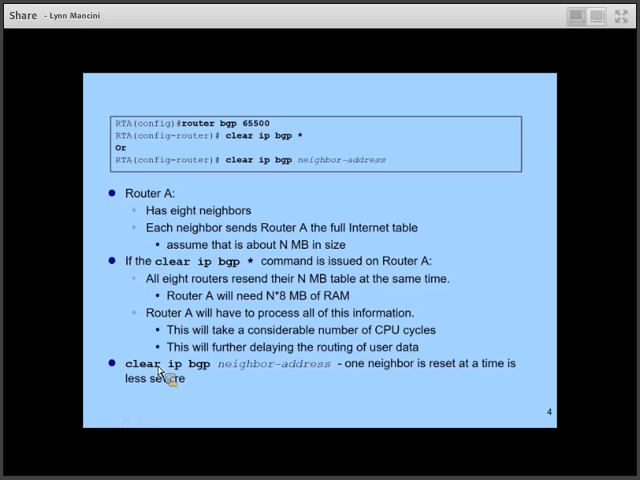 Share - Lynn Mancini
RTA(config)#router bgp 65500
RTA(config-router)# clear ip bgp *
Or
RTA(config-router)# clear ip bgp neighbor-address
Router A:
Has eight neighbors
Each neighbor sends Router A the full Internet table
assume that is about N MB in size
If the clear ip bgp * command is issued on Router A:
All eight routers resend their N MB table at the same time.
Router A will need N*8 MB of RAM
Router A will have to process all of this information.
This will take a considerable number of CPU cycles
This will further delaying the routing of user data
clear ip bgp neighbor-address - one neighbor is reset at a time is
less severe
4